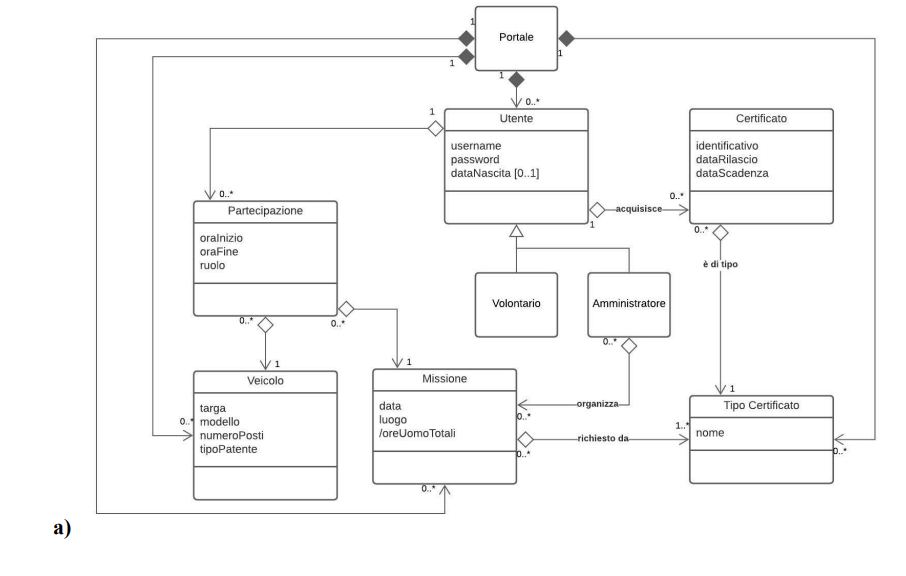 1
Portale
1
1
1
0..*
1
Utente
username
password
dataNascita [0..1]
Certificato
identificativo
dataRilascio
dataScadenza
0..*
0..*
acquisisce
1
Partecipazione
oraInizio
oraFine
ruolo
0..*
è di tipo
Volontario
Amministratore
0..*
0..*
1
1
0..*
Veicolo
targa
modello
numeroPosti
tipoPatente
0..*
Missione
data
luogo
/oreUomoTotali
organizza
0..*
richiesto da
0..*
1..*
1
Tipo Certificato
nome
0..*
0..*
a)